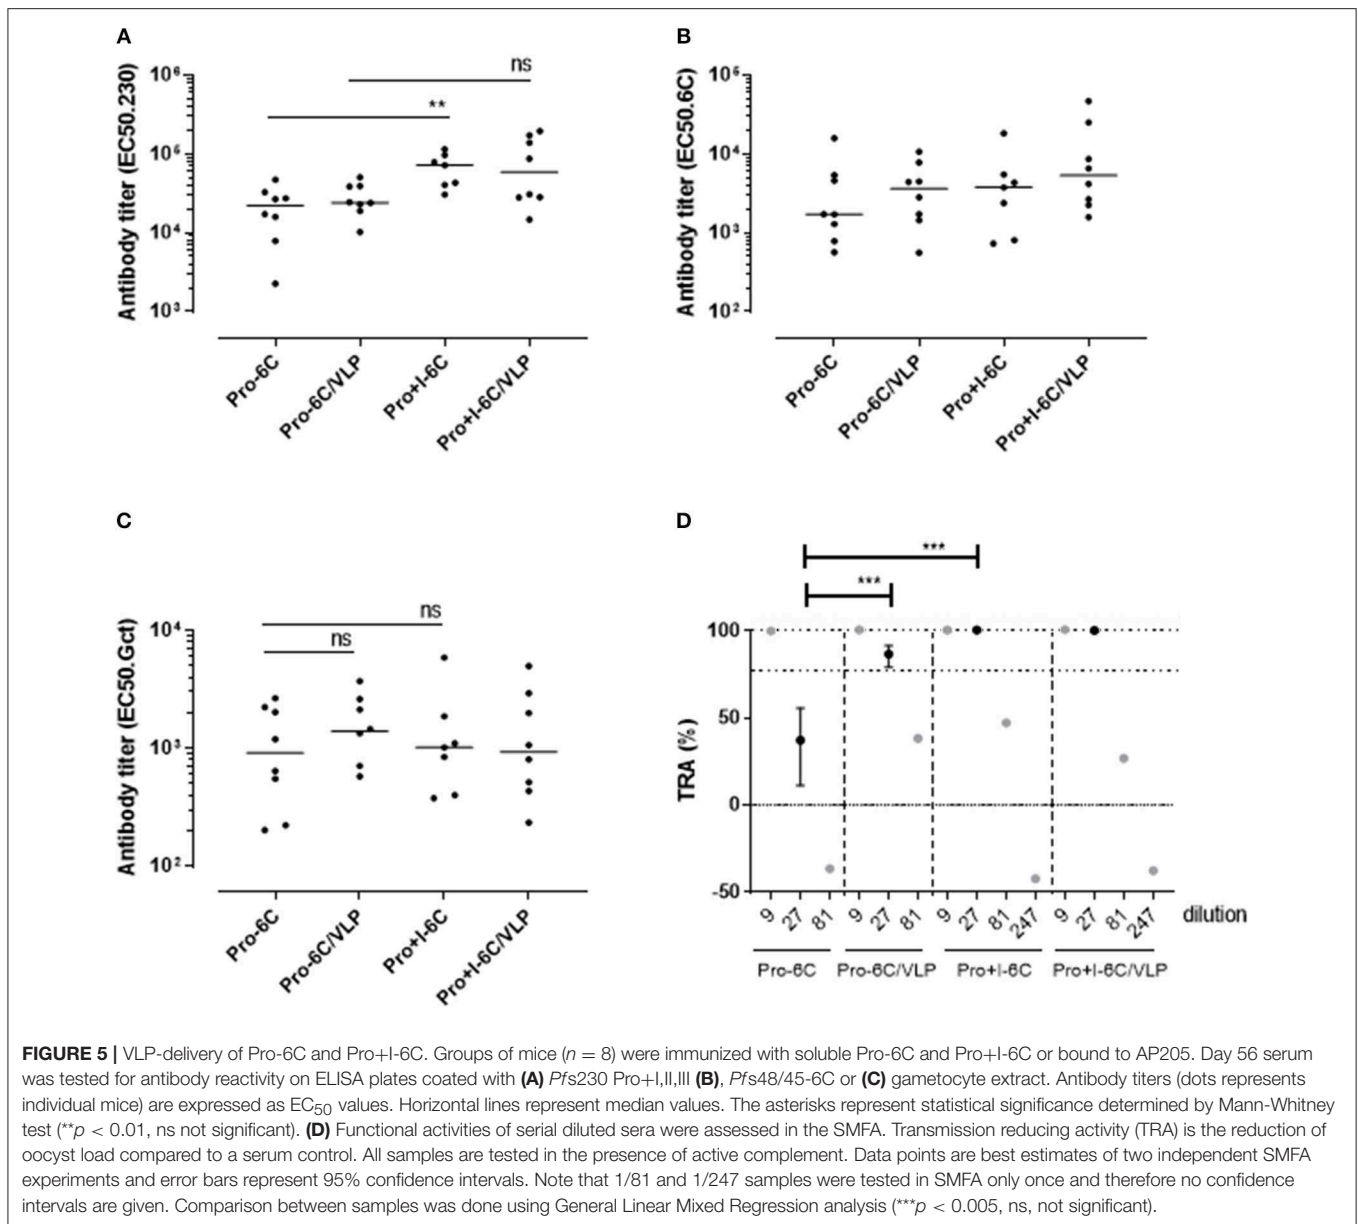 A
Antibody titer (EC50.230)
10⁶
10⁵
10⁴
10³
ns
**
Pro-6C
Pro-6C/VLP
Pro+I-6C
Pro+I-6C/VLP
B
Antibody titer (EC50.6C)
10⁵
10⁴
10³
10²
Pro-6C
Pro-6C/VLP
Pro+I-6C
Pro+I-6C/VLP
C
Antibody titer (EC50.Gct)
10⁴
10³
10²
ns
ns
Pro-6C
Pro-6C/VLP
Pro+I-6C
Pro+I-6C/VLP
D
***
***
TRA (%)
100
50
0
-50
9 27 81 9 27 81 9 27 81 247 9 27 81 247 dilution
Pro-6C Pro-6C/VLP Pro+I-6C Pro+I-6C/VLP
FIGURE 5 | VLP-delivery of Pro-6C and Pro+I-6C. Groups of mice (n = 8) were immunized with soluble Pro-6C and Pro+I-6C or bound to AP205. Day 56 serum
was tested for antibody reactivity on ELISA plates coated with (A) Pfs230 Pro+I,II,III (B), Pfs48/45-6C or (C) gametocyte extract. Antibody titers (dots represents
individual mice) are expressed as EC₅₀ values. Horizontal lines represent median values. The asterisks represent statistical significance determined by Mann-Whitney
test (**p < 0.01, ns not significant). (D) Functional activities of serial diluted sera were assessed in the SMFA. Transmission reducing activity (TRA) is the reduction of
oocyst load compared to a serum control. All samples are tested in the presence of active complement. Data points are best estimates of two independent SMFA
experiments and error bars represent 95% confidence intervals. Note that 1/81 and 1/247 samples were tested in SMFA only once and therefore no confidence
intervals are given. Comparison between samples was done using General Linear Mixed Regression analysis (***p < 0.005, ns, not significant).